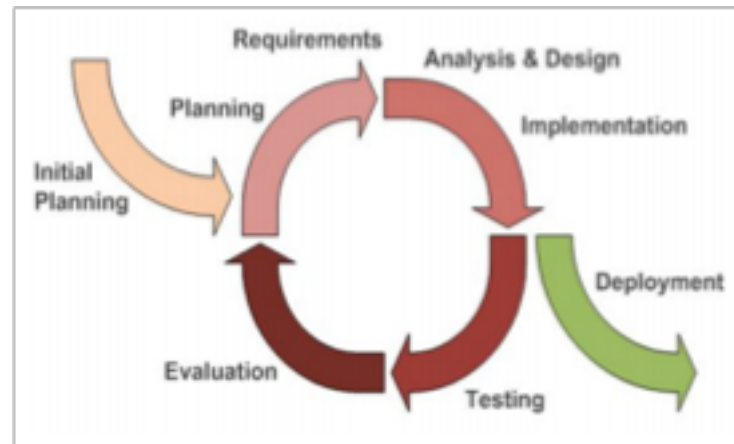 Requirements
Analysis & Design
Planning
Implementation
Initial
Planning
Deployment
Evaluation
Testing